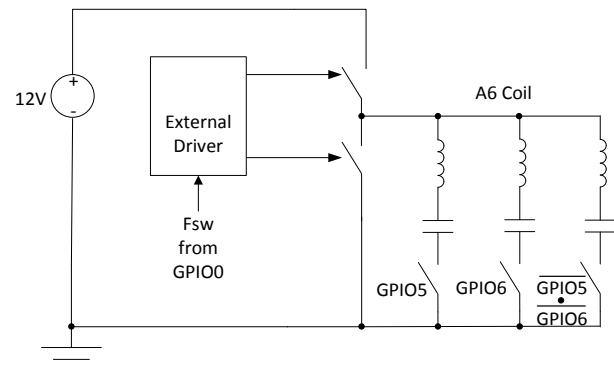 12V
+
-
External
Driver
Fsw
from
GPIO0
A6 Coil
GPIO5
GPIO6
GPIO5
•
GPIO6